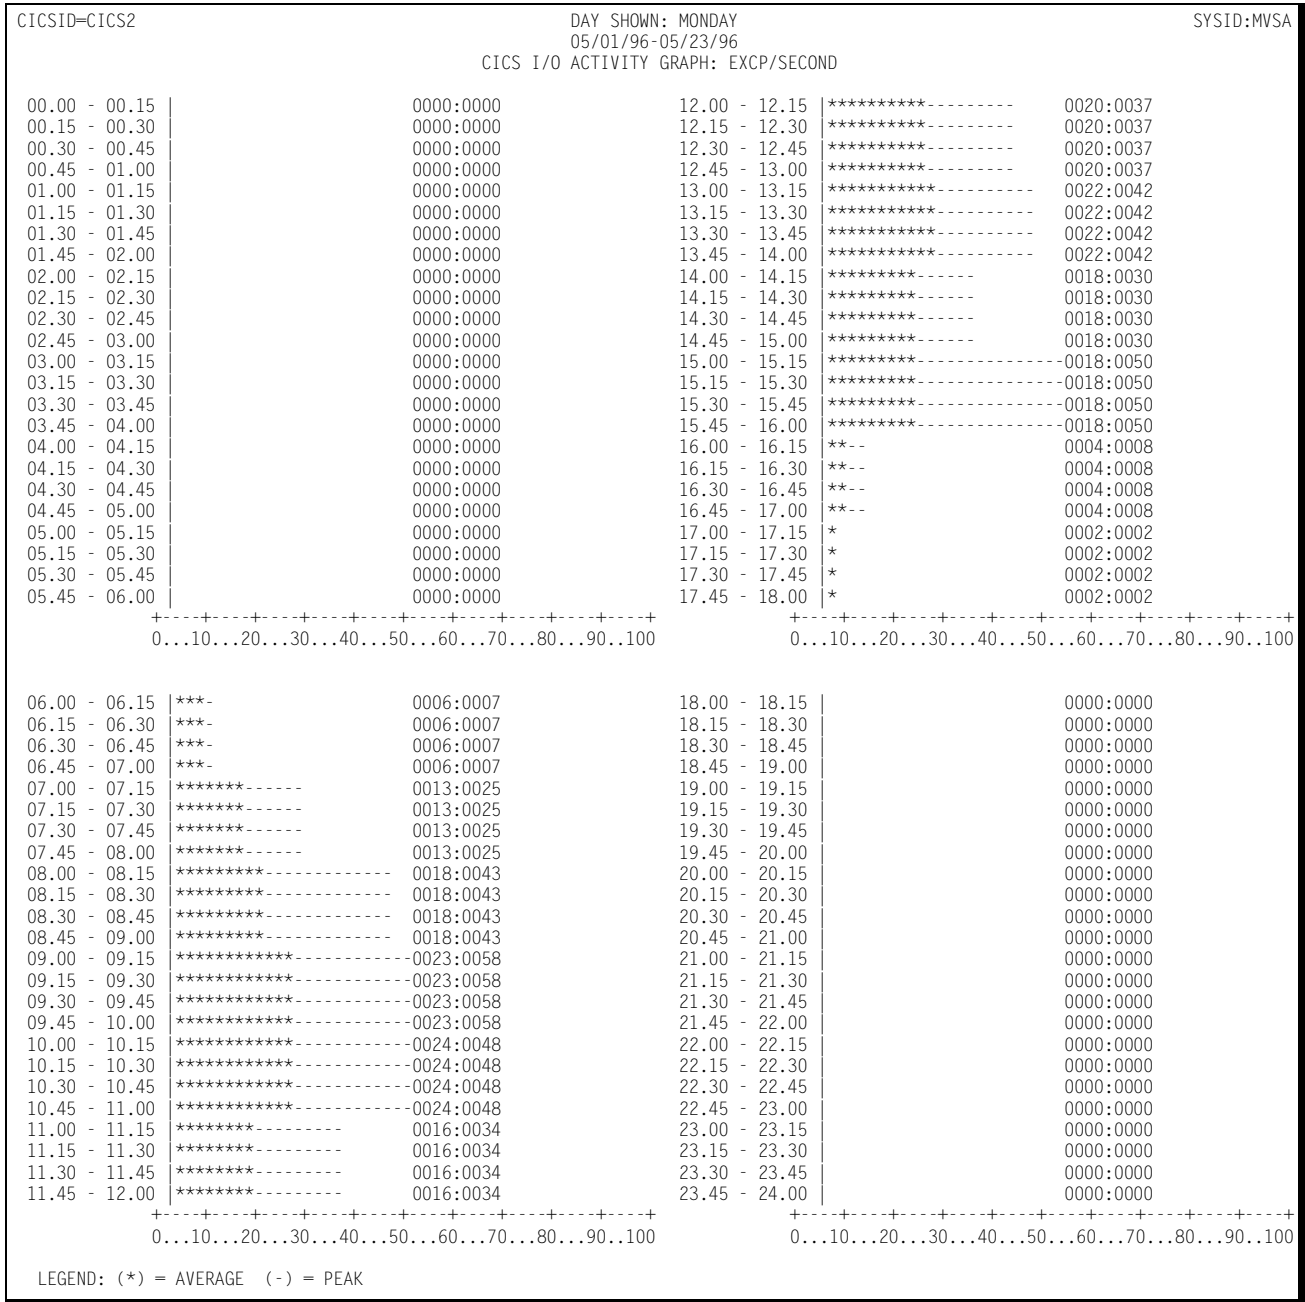 CICSID=CICS2 DAY SHOWN: MONDAY SYSID:MVSA
05/01/96-05/23/96
CICS I/O ACTIVITY GRAPH: EXCP/SECOND
00.00 - 00.15 | 0000:0000 12.00 - 12.15 |**********--------- 0020:0037
00.15 - 00.30 | 0000:0000 12.15 - 12.30 |**********--------- 0020:0037
00.30 - 00.45 | 0000:0000 12.30 - 12.45 |**********--------- 0020:0037
00.45 - 01.00 | 0000:0000 12.45 - 13.00 |**********--------- 0020:0037
01.00 - 01.15 | 0000:0000 13.00 - 13.15 |***********---------- 0022:0042
01.15 - 01.30 | 0000:0000 13.15 - 13.30 |***********---------- 0022:0042
01.30 - 01.45 | 0000:0000 13.30 - 13.45 |***********---------- 0022:0042
01.45 - 02.00 | 0000:0000 13.45 - 14.00 |***********---------- 0022:0042
02.00 - 02.15 | 0000:0000 14.00 - 14.15 |*********------ 0018:0030
02.15 - 02.30 | 0000:0000 14.15 - 14.30 |*********------ 0018:0030
02.30 - 02.45 | 0000:0000 14.30 - 14.45 |*********------ 0018:0030
02.45 - 03.00 | 0000:0000 14.45 - 15.00 |*********------ 0018:0030
03.00 - 03.15 | 0000:0000 15.00 - 15.15 |*********---------------0018:0050
03.15 - 03.30 | 0000:0000 15.15 - 15.30 |*********---------------0018:0050
03.30 - 03.45 | 0000:0000 15.30 - 15.45 |*********---------------0018:0050
03.45 - 04.00 | 0000:0000 15.45 - 16.00 |*********---------------0018:0050
04.00 - 04.15 | 0000:0000 16.00 - 16.15 |**-- 0004:0008
04.15 - 04.30 | 0000:0000 16.15 - 16.30 |**-- 0004:0008
04.30 - 04.45 | 0000:0000 16.30 - 16.45 |**-- 0004:0008
04.45 - 05.00 | 0000:0000 16.45 - 17.00 |**-- 0004:0008
05.00 - 05.15 | 0000:0000 17.00 - 17.15 |* 0002:0002
05.15 - 05.30 | 0000:0000 17.15 - 17.30 |* 0002:0002
05.30 - 05.45 | 0000:0000 17.30 - 17.45 |* 0002:0002
05.45 - 06.00 | 0000:0000 17.45 - 18.00 |* 0002:0002
+----+----+----+----+----+----+----+----+----+----+ +----+----+----+----+----+----+----+----+----+----+
0...10...20...30...40...50...60...70...80...90..100 0...10...20...30...40...50...60...70...80...90..100
06.00 - 06.15 |***- 0006:0007 18.00 - 18.15 | 0000:0000
06.15 - 06.30 |***- 0006:0007 18.15 - 18.30 | 0000:0000
06.30 - 06.45 |***- 0006:0007 18.30 - 18.45 | 0000:0000
06.45 - 07.00 |***- 0006:0007 18.45 - 19.00 | 0000:0000
07.00 - 07.15 |*******------ 0013:0025 19.00 - 19.15 | 0000:0000
07.15 - 07.30 |*******------ 0013:0025 19.15 - 19.30 | 0000:0000
07.30 - 07.45 |*******------ 0013:0025 19.30 - 19.45 | 0000:0000
07.45 - 08.00 |*******------ 0013:0025 19.45 - 20.00 | 0000:0000
08.00 - 08.15 |*********------------- 0018:0043 20.00 - 20.15 | 0000:0000
08.15 - 08.30 |*********------------- 0018:0043 20.15 - 20.30 | 0000:0000
08.30 - 08.45 |*********------------- 0018:0043 20.30 - 20.45 | 0000:0000
08.45 - 09.00 |*********------------- 0018:0043 20.45 - 21.00 | 0000:0000
09.00 - 09.15 |************------------0023:0058 21.00 - 21.15 | 0000:0000
09.15 - 09.30 |************------------0023:0058 21.15 - 21.30 | 0000:0000
09.30 - 09.45 |************------------0023:0058 21.30 - 21.45 | 0000:0000
09.45 - 10.00 |************------------0023:0058 21.45 - 22.00 | 0000:0000
10.00 - 10.15 |************------------0024:0048 22.00 - 22.15 | 0000:0000
10.15 - 10.30 |************------------0024:0048 22.15 - 22.30 | 0000:0000
10.30 - 10.45 |************------------0024:0048 22.30 - 22.45 | 0000:0000
10.45 - 11.00 |************------------0024:0048 22.45 - 23.00 | 0000:0000
11.00 - 11.15 |********--------- 0016:0034 23.00 - 23.15 | 0000:0000
11.15 - 11.30 |********--------- 0016:0034 23.15 - 23.30 | 0000:0000
11.30 - 11.45 |********--------- 0016:0034 23.30 - 23.45 | 0000:0000
11.45 - 12.00 |********--------- 0016:0034 23.45 - 24.00 | 0000:0000
+----+----+----+----+----+----+----+----+----+----+ +----+----+----+----+----+----+----+----+----+----+
0...10...20...30...40...50...60...70...80...90..100 0...10...20...30...40...50...60...70...80...90..100
LEGEND: (*) = AVERAGE (-) = PEAK